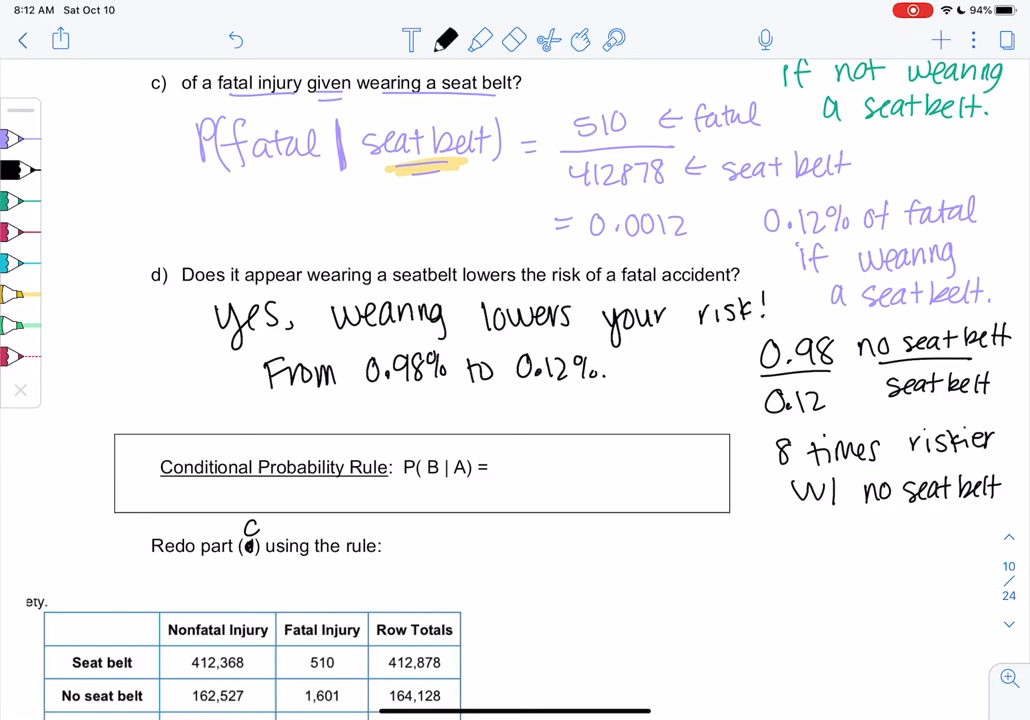 8:12 AM Sat Oct 10
94%
c) of a fatal injury given wearing a seat belt?
if not wearing
a seatbelt.
P(fatal | seat belt) = 510 ← fatal
412878 ← seat belt
= 0.0012
0.12% of fatal
if wearing
a seatbelt.
d) Does it appear wearing a seatbelt lowers the risk of a fatal accident?
Yes, wearing lowers your risk!
From 0.98% to 0.12%.
0.98 no seatbelt
0.12 seatbelt
8 times riskier
w/ no seatbelt
Conditional Probability Rule: P( B | A) =
c
Redo part ( ) using the rule:
10
/
24
ety.
Nonfatal Injury Fatal Injury Row Totals
Seat belt 412,368 510 412,878
No seat belt 162,527 1,601 164,128